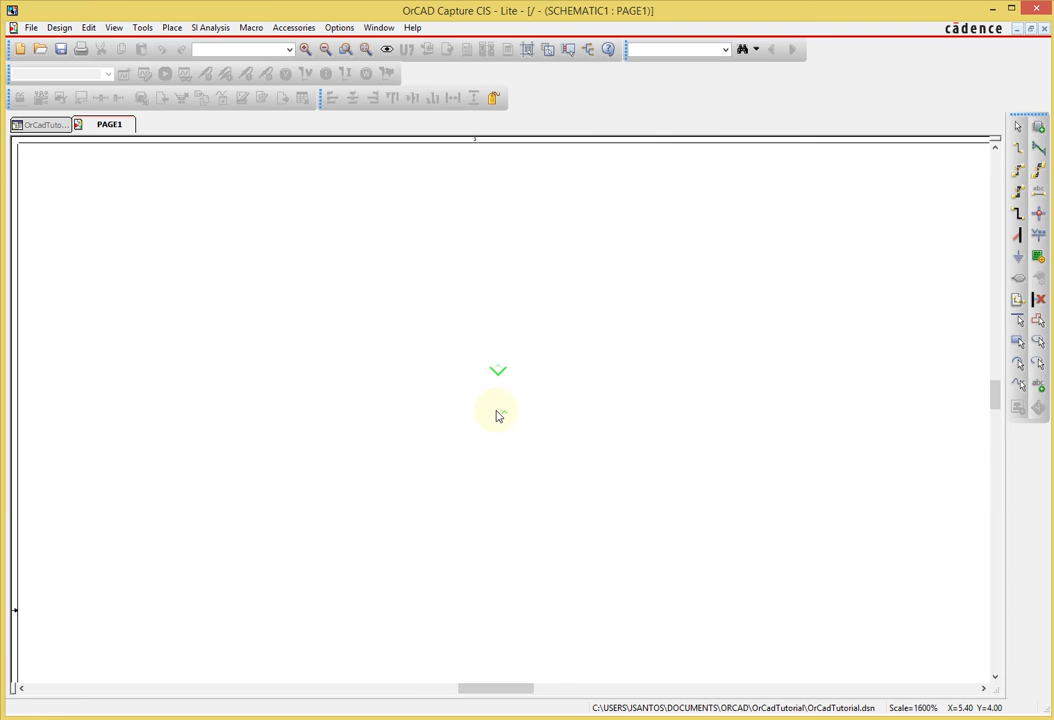 OrCAD Capture CIS - Lite - [/ - (SCHEMATIC1 : PAGE1)]
File Design Edit View Tools Place SI Analysis Macro Accessories Options Window Help
cādence
OrCadTuto... PAGE1
C:\USERS\JSANTOS\DOCUMENTS\ORCAD\OrCadTutorial\OrCadTutorial.dsn Scale=1600% X=5.40 Y=4.00